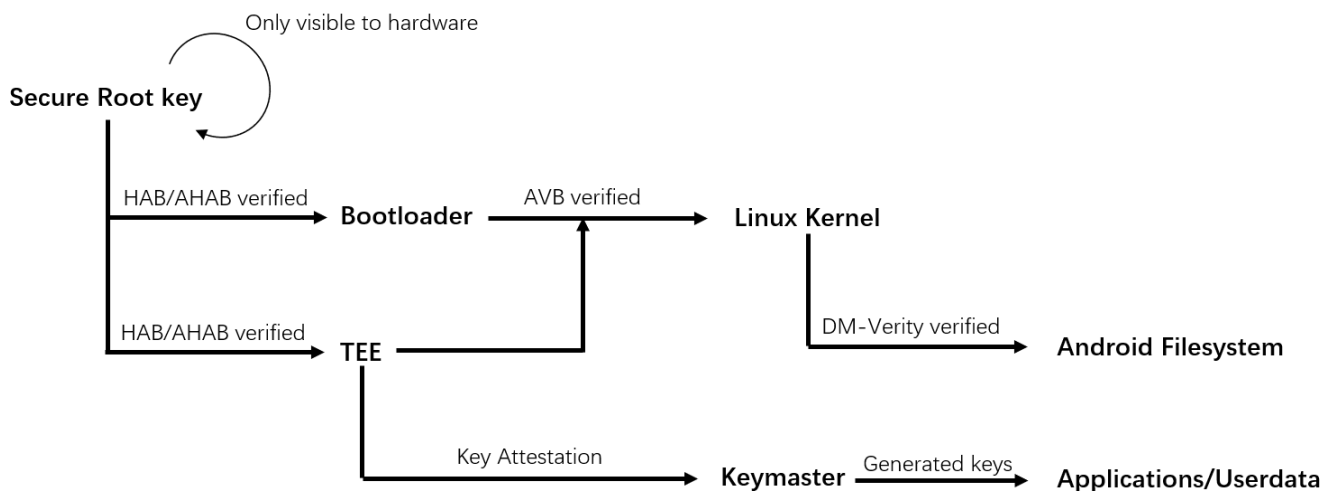 Only visible to hardware
Secure Root key
HAB/AHAB verified
Bootloader
AVB verified
Linux Kernel
HAB/AHAB verified
TEE
DM-Verity verified
Android Filesystem
Key Attestation
Keymaster
Generated keys
Applications/Userdata